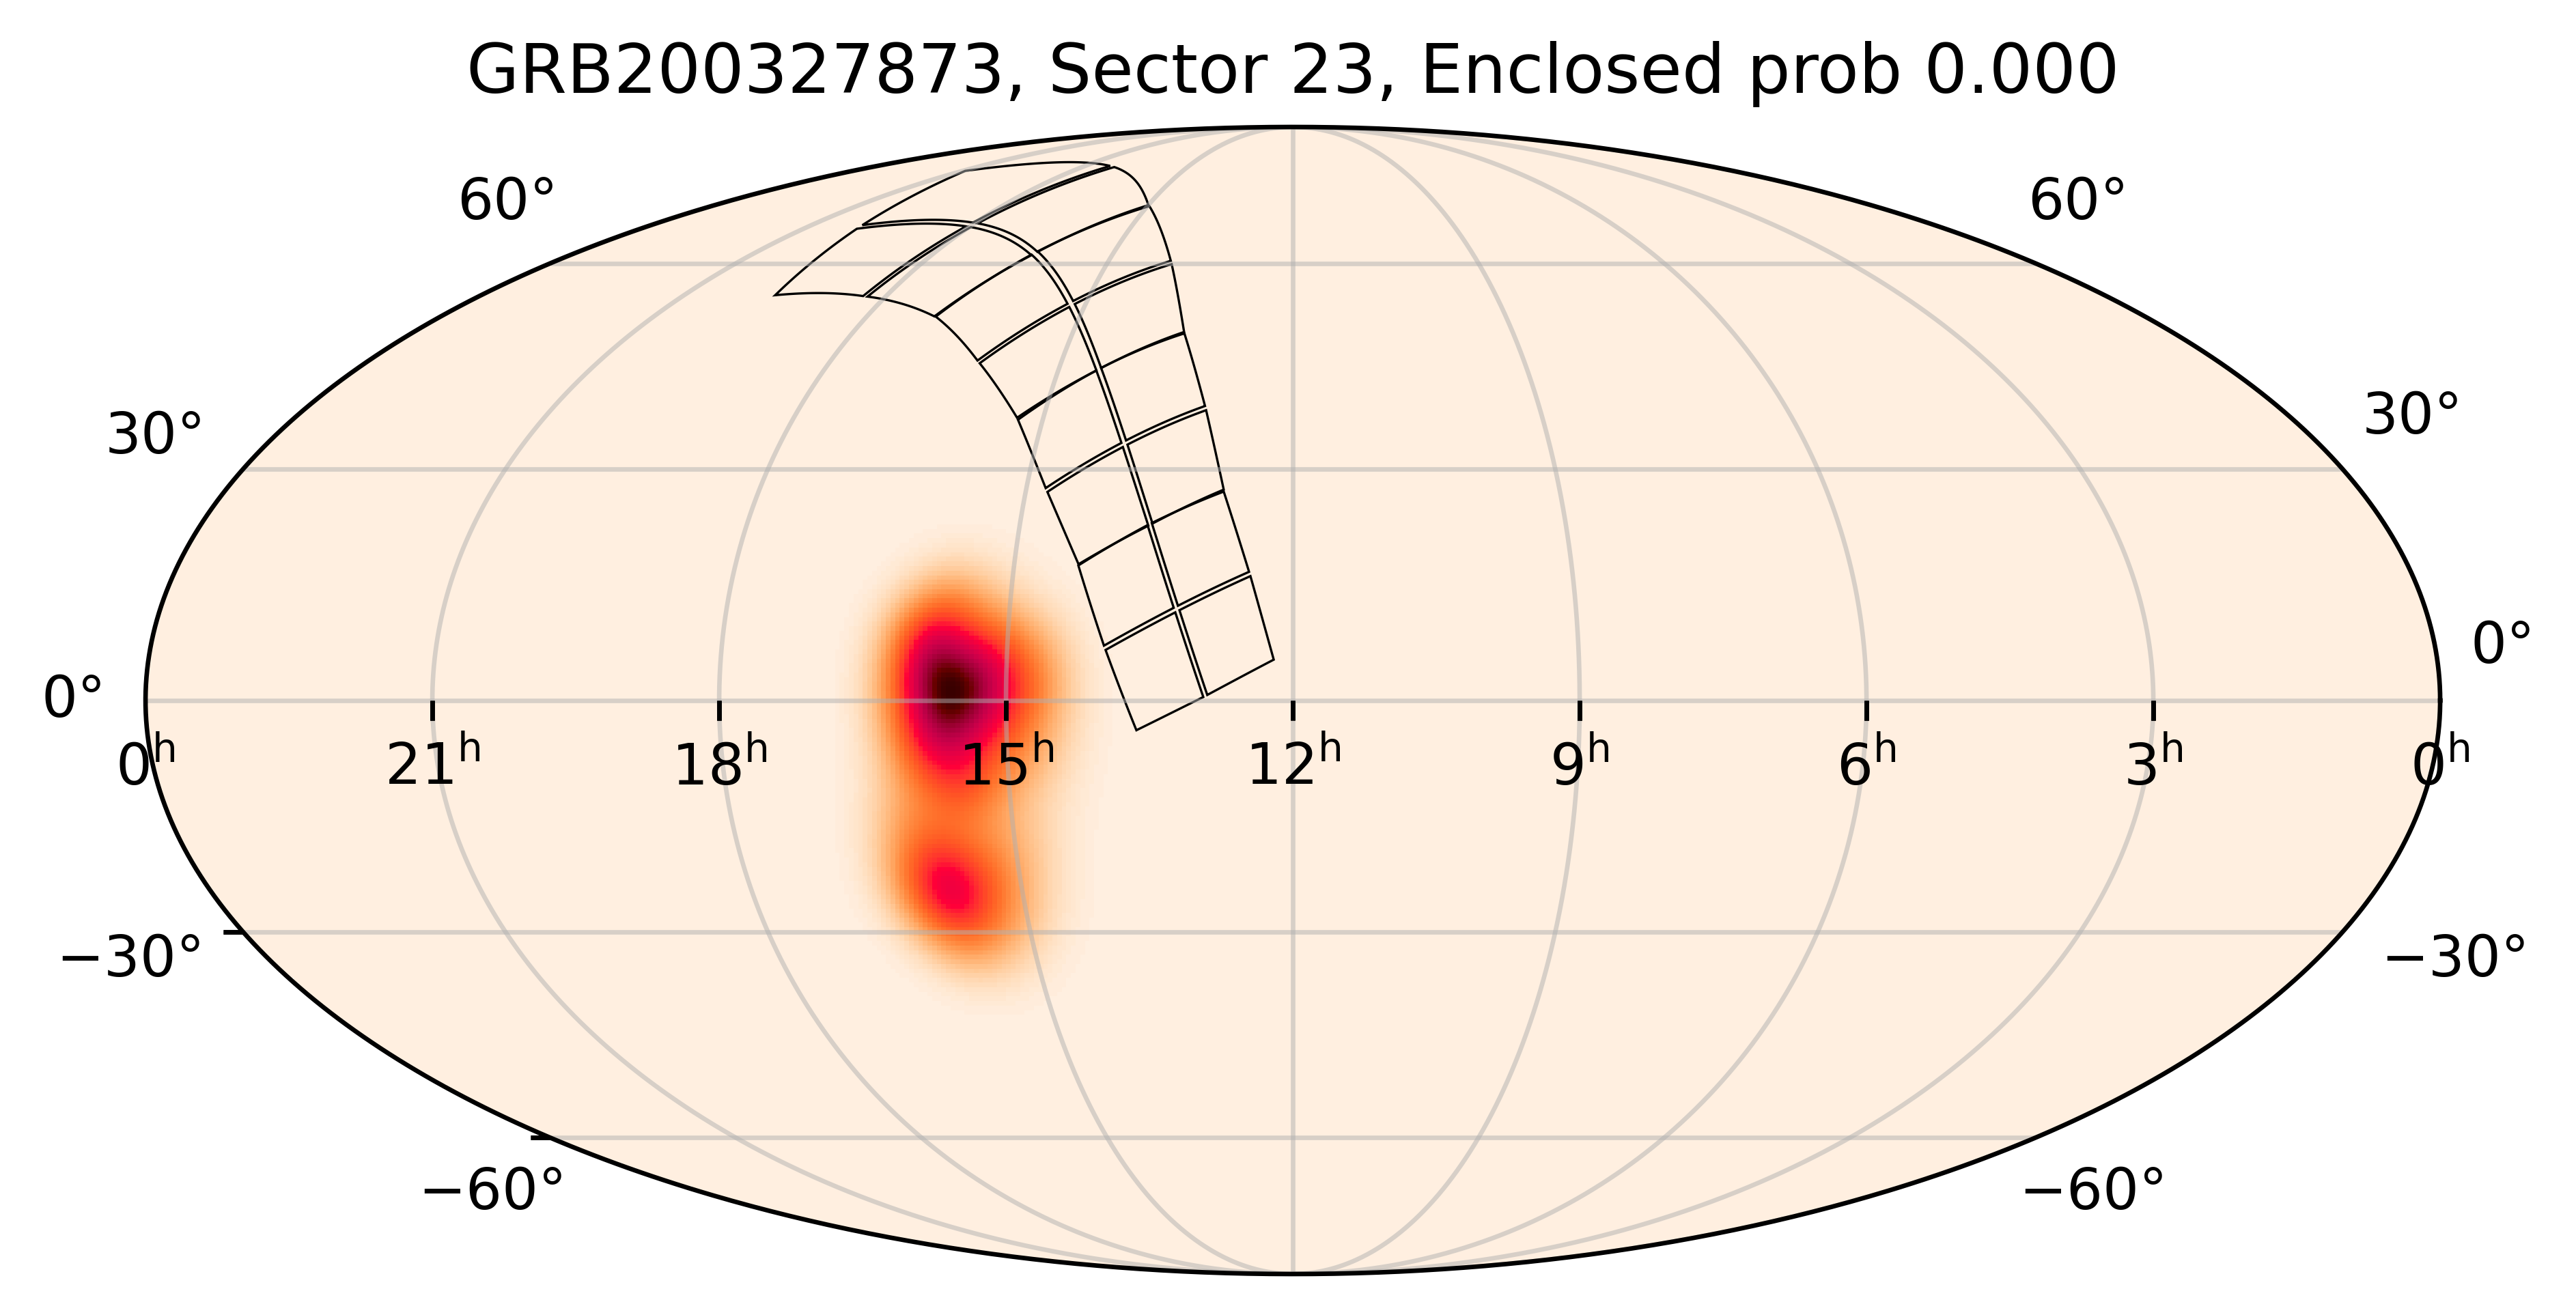 GRB200327873, Sector 23, Enclosed prob 0.000
60° 60°
30° 30°
0° 0°
0ʰ 21ʰ 18ʰ 15ʰ 12ʰ 9ʰ 6ʰ 3ʰ 0ʰ
−30° −30°
−60° −60°